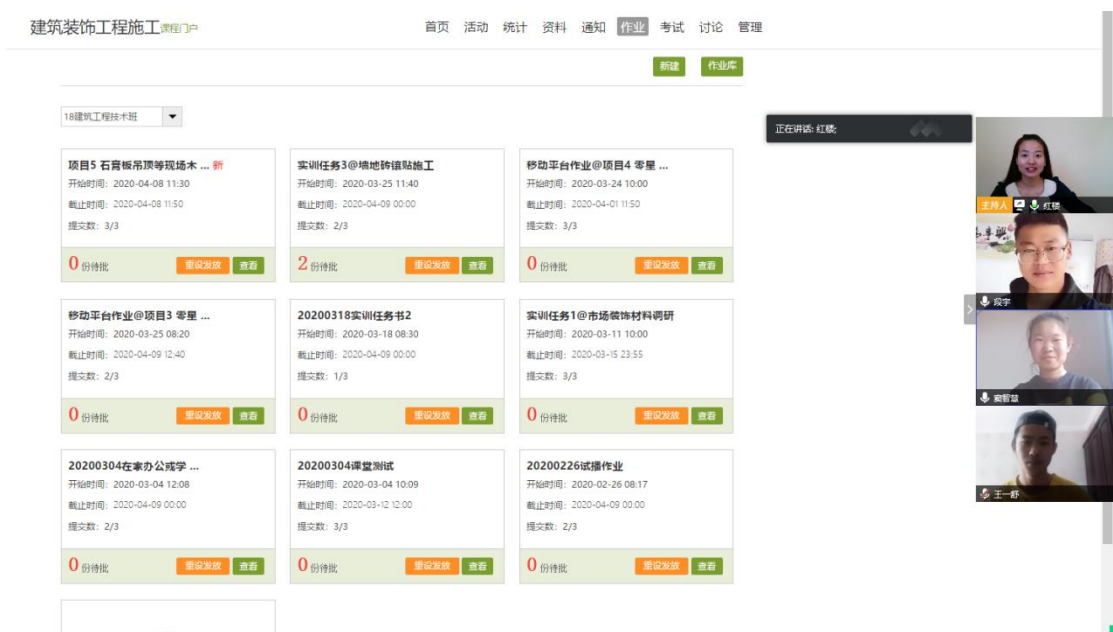 建筑装饰工程施工课程门户
首页 活动 统计 资料 通知 作业 考试 讨论 管理
新建 作业库
18建筑工程技术班
正在讲话: 红楼;
项目5 石膏板吊顶等现场木 ... 新
开始时间: 2020-04-08 11:30
截止时间: 2020-04-08 11:50
提交数: 3/3
0 份待批 重设发放 查看
实训任务3@墙地砖镶贴施工
开始时间: 2020-03-25 11:40
截止时间: 2020-04-09 00:00
提交数: 2/3
2 份待批 重设发放 查看
移动平台作业@项目4 零星 ...
开始时间: 2020-03-24 10:00
截止时间: 2020-04-01 11:50
提交数: 3/3
0 份待批 重设发放 查看
移动平台作业@项目3 零星 ...
开始时间: 2020-03-25 08:20
截止时间: 2020-04-09 12:40
提交数: 2/3
0 份待批 重设发放 查看
20200318实训任务书2
开始时间: 2020-03-18 08:30
截止时间: 2020-04-09 00:00
提交数: 1/3
0 份待批 重设发放 查看
实训任务1@市场装饰材料调研
开始时间: 2020-03-11 10:00
截止时间: 2020-03-15 23:55
提交数: 3/3
0 份待批 重设发放 查看
20200304在家办公或学 ...
开始时间: 2020-03-04 12:08
截止时间: 2020-04-09 00:00
提交数: 2/3
0 份待批 重设发放 查看
20200304课堂测试
开始时间: 2020-03-04 10:09
截止时间: 2020-03-12 12:00
提交数: 3/3
0 份待批 重设发放 查看
20200226试播作业
开始时间: 2020-02-26 08:17
截止时间: 2020-04-09 00:00
提交数: 2/3
0 份待批 重设发放 查看
主持人 红楼
段宇
窦智慧
王一舒